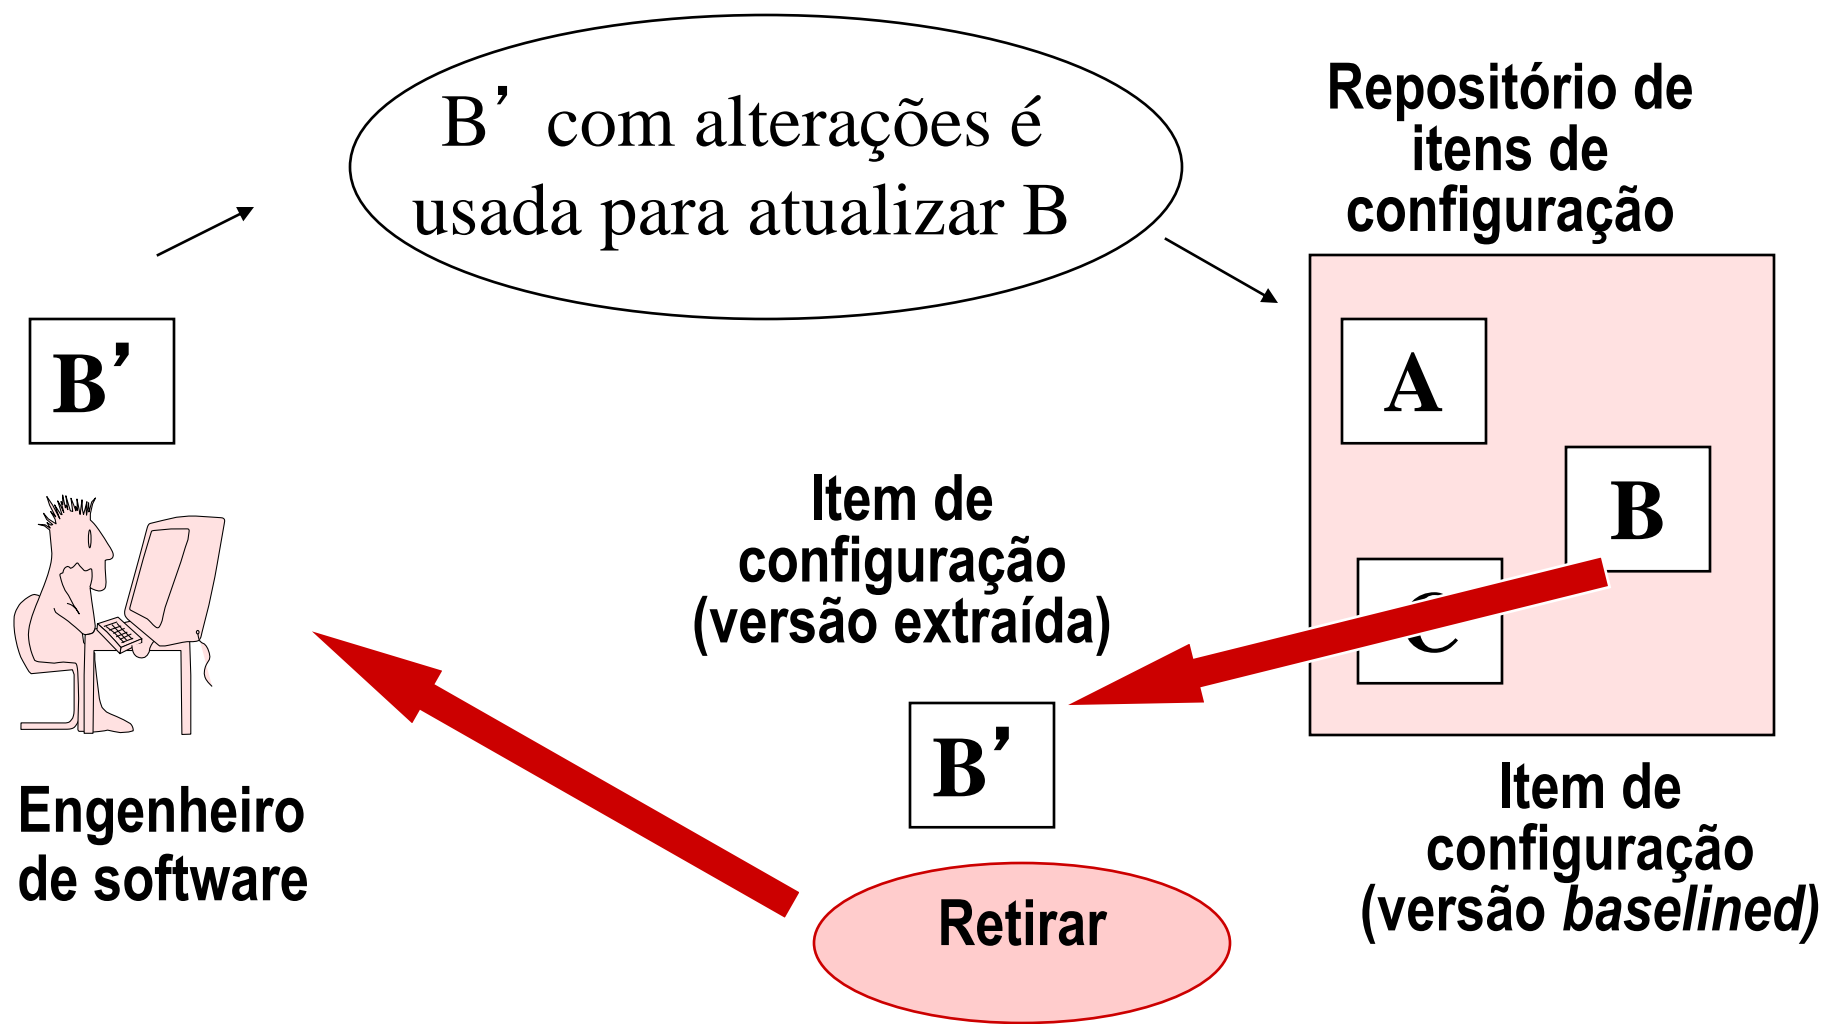 B’ com alterações é
usada para atualizar B
Repositório de
itens de
configuração
B’
A
B
C
Item de
configuração
(versão extraída)
B’
Engenheiro
de software
Retirar
Item de
configuração
(versão baselined)